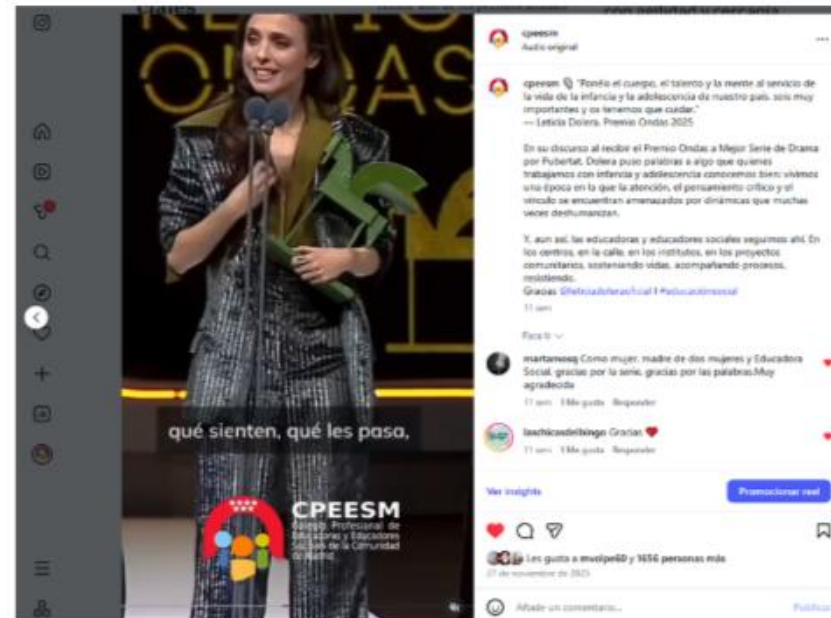 ONDAS
qué sienten, qué les pasa,
CPEESM
Colegio Profesional de
Educadoras y Educadores
Sociales de la Comunidad
de Madrid
cpeesm
Audio original
cpeesm "Ponéis el cuerpo, el talento y la mente al servicio de
la vida de la infancia y la adolescencia de nuestro país, sois muy
importantes y os tenemos que cuidar."
— Leticia Dolera, Premio Ondas 2025
En su discurso al recibir el Premio Ondas a Mejor Serie de Drama
por Pubertat, Dolera puso palabras a algo que quienes
trabajamos con infancia y adolescencia conocemos bien: vivimos
una época en la que la atención, el pensamiento crítico y el
vínculo se encuentran amenazados por dinámicas que muchas
veces deshumanizan.
Y, aun así, las educadoras y educadores sociales seguimos ahí. En
los centros, en la calle, en los institutos, en los proyectos
comunitarios, sosteniendo vidas, acompañando procesos,
resistiendo.
Gracias @leticiadoleraoficial | #educaciónsocial
11 sem
Para ti
martamosq Como mujer, madre de dos mujeres y Educadora
Social, gracias por la serie, gracias por las palabras.Muy
agradecida
11 sem 1 Me gusta Responder
laschicasdelbingo Gracias ❤️
11 sem 1 Me gusta Responder
Ver insights
Promocionar reel
Les gusta a mvolpe60 y 1656 personas más
27 de noviembre de 2025
Añade un comentario...
Publicar